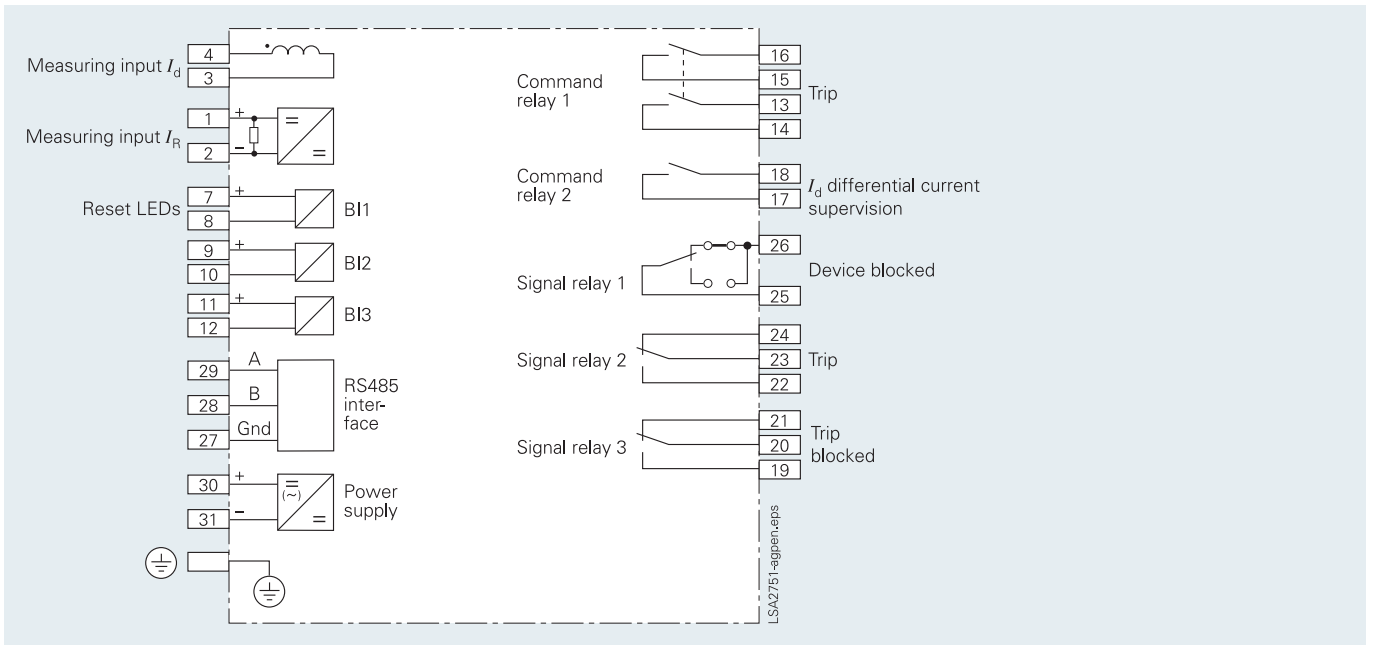 Measuring input Id
4
3
Measuring input IR
1
+
2
–
=
=
Reset LEDs
7
+
8
BI1
9
+
10
BI2
11
+
12
BI3
29
A
28
B
27
Gnd
RS485
inter-
face
30
+
31
–
=
(~)
=
Power
supply
Command
relay 1
16
15
13
14
Trip
Command
relay 2
18
17
Id differential current
supervision
Signal relay 1
26
25
Device blocked
Signal relay 2
24
23
22
Trip
Signal relay 3
21
20
19
Trip
blocked
LSA2751-agpen.eps